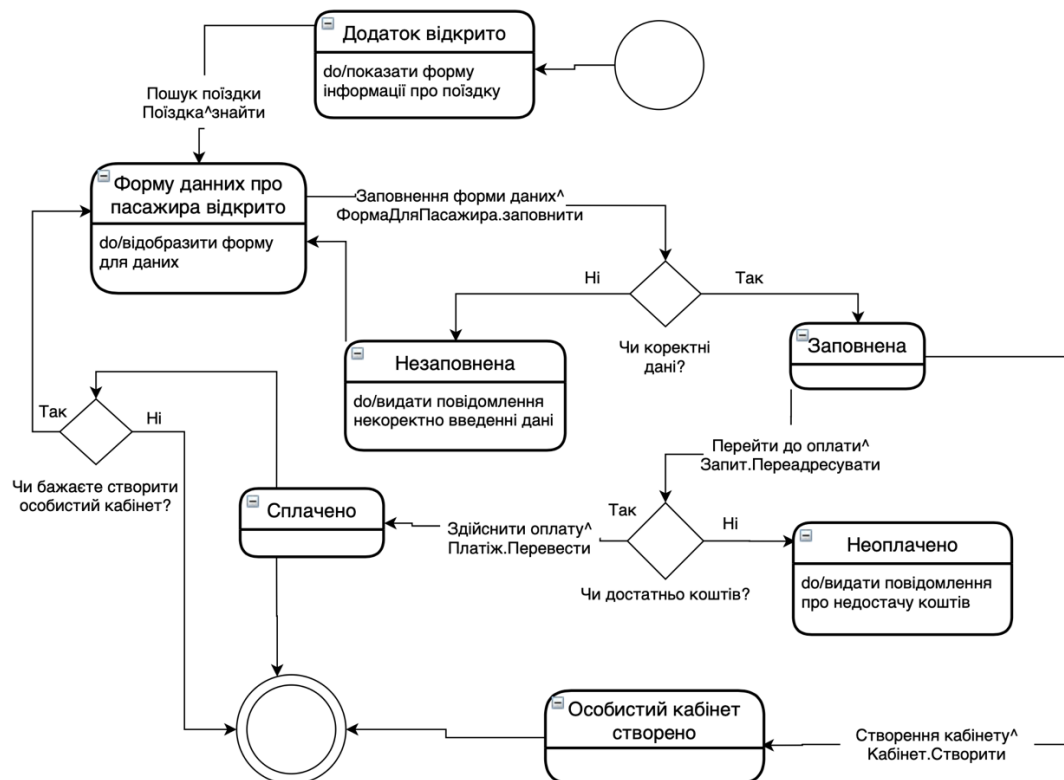 Додаток відкрито
do/показати форму
інформації про поїздку
Пошук поїздки
Поїздка^знайти
Форму данних про
пасажира відкрито
do/відобразити форму
для даних
Заповнення форми даних^
ФормаДляПасажира.заповнити
Ні
Так
Чи коректні
дані?
Заповнена
Незаповнена
do/видати повідомлення
некоректно введенні дані
Так
Ні
Чи бажаєте створити
особистий кабінет?
Перейти до оплати^
Запит.Переадресувати
Сплачено
Здійснити оплату^
Платіж.Перевести
Так
Ні
Чи достатньо коштів?
Неоплачено
do/видати повідомлення
про недостачу коштів
Особистий кабінет
створено
Створення кабінету^
Кабінет.Створити